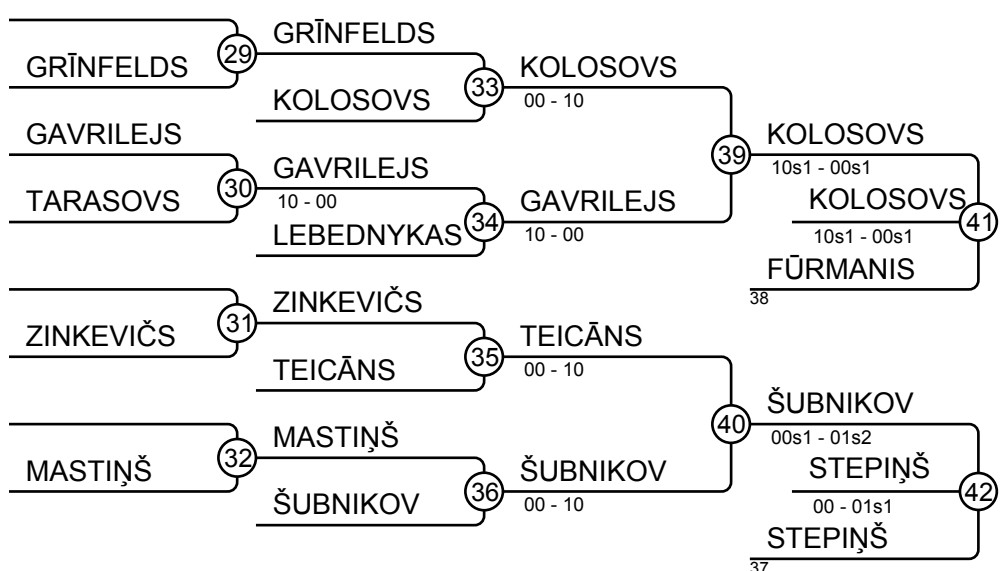 GRĪNFELDS
29
GRĪNFELDS
KOLOSOVS
33
KOLOSOVS
00 - 10
GAVRILEJS
TARASOVS
30
GAVRILEJS
10 - 00
LEBEDNYKAS
34
GAVRILEJS
10 - 00
39
KOLOSOVS
10s1 - 00s1
KOLOSOVS
10s1 - 00s1
41
FŪRMANIS
38
ZINKEVIČS
31
ZINKEVIČS
TEICĀNS
35
TEICĀNS
00 - 10
MASTIŅŠ
32
MASTIŅŠ
ŠUBNIKOV
36
ŠUBNIKOV
00 - 10
40
ŠUBNIKOV
00s1 - 01s2
STEPIŅŠ
00 - 01s1
42
STEPIŅŠ
37